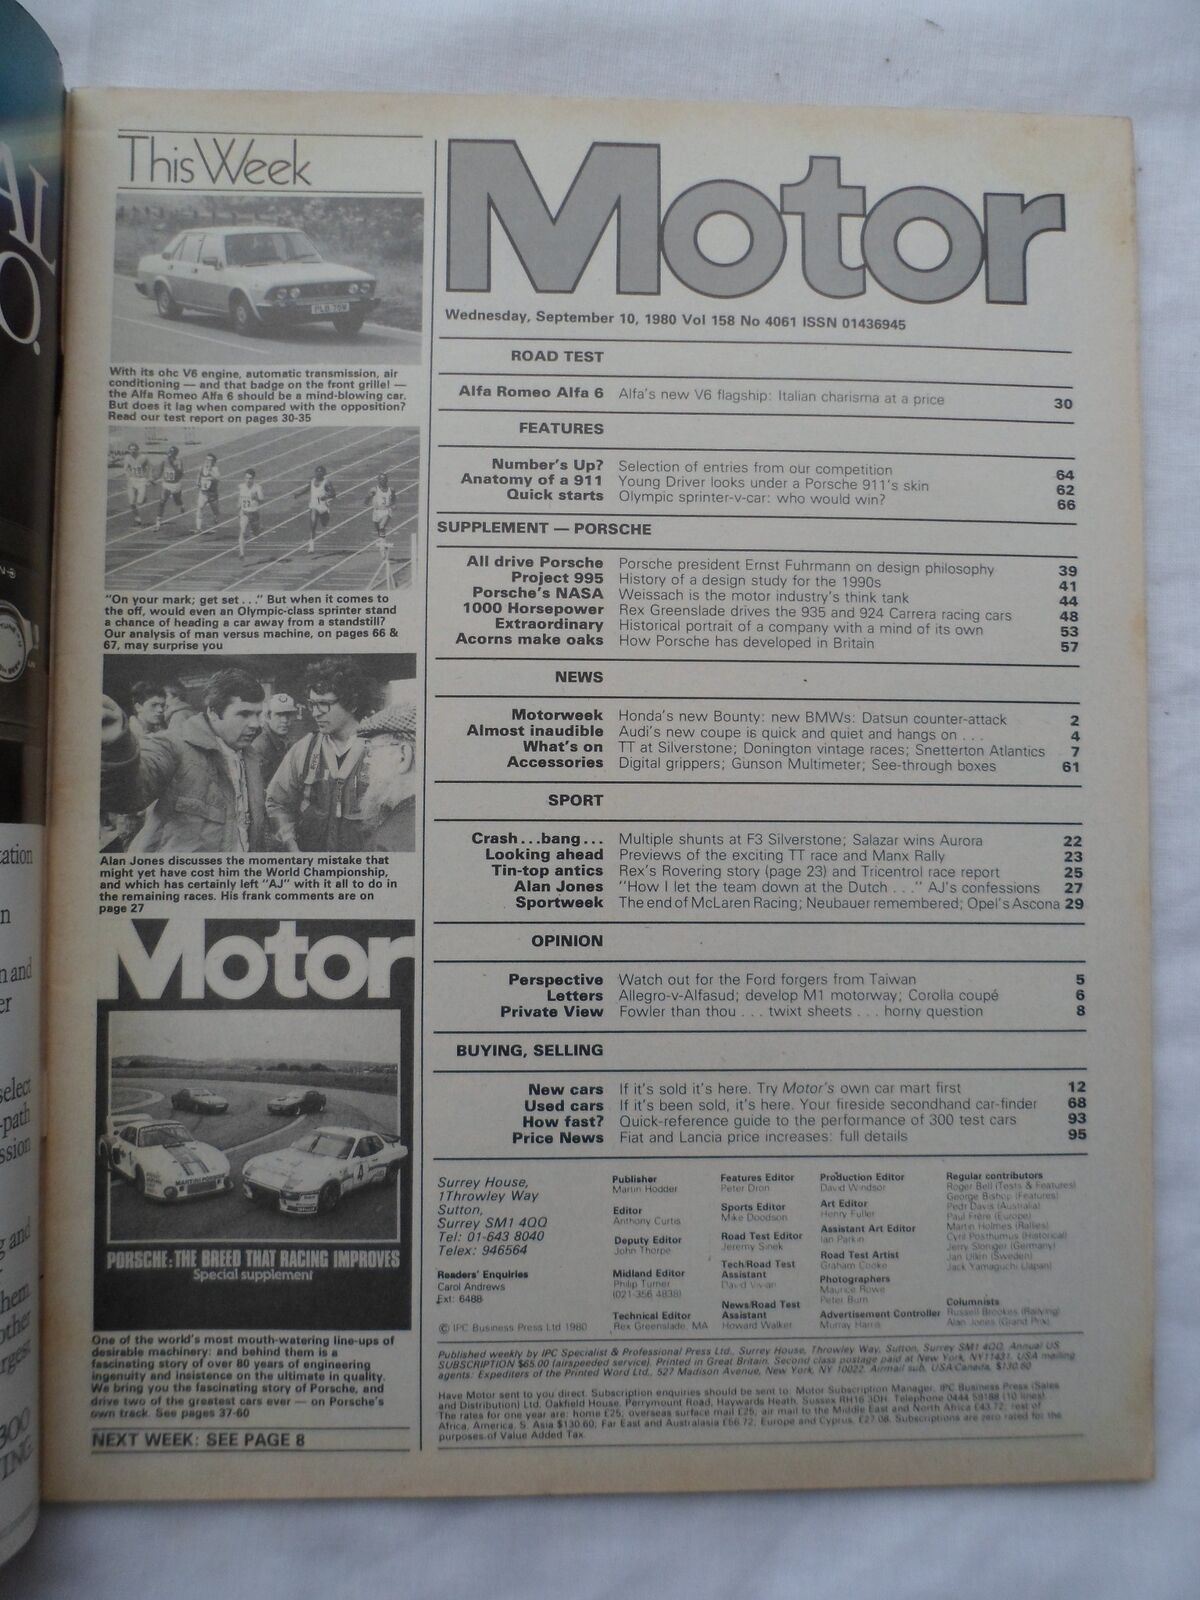 This Week
PLD 70W
With its ohc V6 engine, automatic transmission, air
conditioning — and that badge on the front grille! —
the Alfa Romeo Alfa 6 should be a mind-blowing car.
But does it lag when compared with the opposition?
Read our test report on pages 30-35
"On your mark; get set . . ." But when it comes to
the off, would even an Olympic-class sprinter stand
a chance of heading a car away from a standstill?
Our analysis of man versus machine, on pages 66 &
67, may surprise you
Alan Jones discusses the momentary mistake that
might yet have cost him the World Championship,
and which has certainly left "AJ" with it all to do in
the remaining races. His frank comments are on
page 27
Motor
PORSCHE: THE BREED THAT RACING IMPROVES
Special supplement
One of the world's most mouth-watering line-ups of
desirable machinery: and behind them is a
fascinating story of over 80 years of engineering
ingenuity and insistence on the ultimate in quality.
We bring you the fascinating story of Porsche, and
drive two of the greatest cars ever — on Porsche's
own track. See pages 37-60
NEXT WEEK: SEE PAGE 8
Motor
Wednesday, September 10, 1980 Vol 158 No 4061 ISSN 01436945
ROAD TEST
Alfa Romeo Alfa 6 Alfa's new V6 flagship: Italian charisma at a price 30
FEATURES
Number's Up? Selection of entries from our competition 64
Anatomy of a 911 Young Driver looks under a Porsche 911's skin 62
Quick starts Olympic sprinter-v-car: who would win? 66
SUPPLEMENT — PORSCHE
All drive Porsche Porsche president Ernst Fuhrmann on design philosophy 39
Project 995 History of a design study for the 1990s 41
Porsche's NASA Weissach is the motor industry's think tank 44
1000 Horsepower Rex Greenslade drives the 935 and 924 Carrera racing cars 48
Extraordinary Historical portrait of a company with a mind of its own 53
Acorns make oaks How Porsche has developed in Britain 57
NEWS
Motorweek Honda's new Bounty: new BMWs: Datsun counter-attack 2
Almost inaudible Audi's new coupe is quick and quiet and hangs on . . . 4
What's on TT at Silverstone; Donington vintage races; Snetterton Atlantics 7
Accessories Digital grippers; Gunson Multimeter; See-through boxes 61
SPORT
Crash...bang... Multiple shunts at F3 Silverstone; Salazar wins Aurora 22
Looking ahead Previews of the exciting TT race and Manx Rally 23
Tin-top antics Rex's Rovering story (page 23) and Tricentrol race report 25
Alan Jones "How I let the team down at the Dutch . . ." AJ's confessions 27
Sportweek The end of McLaren Racing; Neubauer remembered; Opel's Ascona 29
OPINION
Perspective Watch out for the Ford forgers from Taiwan 5
Letters Allegro-v-Alfasud; develop M1 motorway; Corolla coupé 6
Private View Fowler than thou . . . twixt sheets . . . horny question 8
BUYING, SELLING
New cars If it's sold it's here. Try Motor's own car mart first 12
Used cars If it's been sold, it's here. Your fireside secondhand car-finder 68
How fast? Quick-reference guide to the performance of 300 test cars 93
Price News Fiat and Lancia price increases: full details 95
Surrey House,
1 Throwley Way
Sutton,
Surrey SM1 4QQ
Tel: 01-643 8040
Telex: 946564
Readers' Enquiries
Carol Andrews
Ext: 6488
© IPC Business Press Ltd 1980
Publisher
Martin Hodder
Editor
Anthony Curtis
Deputy Editor
John Thorpe
Midland Editor
Philip Turner
(021-356 4838)
Technical Editor
Rex Greenslade, MA
Features Editor
Peter Dron
Sports Editor
Mike Doodson
Road Test Editor
Jeremy Sinek
Tech/Road Test
Assistant
David Vivian
News/Road Test
Assistant
Howard Walker
Production Editor
David Windsor
Art Editor
Henry Fuller
Assistant Art Editor
Ian Parkin
Road Test Artist
Graham Cooke
Photographers
Maurice Rowe
Peter Burn
Advertisement Controller
Murray Harris
Regular contributors
Roger Bell (Tests & Features)
George Bishop (Features)
Pedr Davis (Australia)
Paul Frère (Europe)
Martin Holmes (Rallies)
Cyril Posthumus (Historical)
Jerry Sloniger (Germany)
Jan Ullén (Sweden)
Jack Yamaguchi (Japan)
Columnists
Russell Brookes (Rallying)
Alan Jones (Grand Prix)
Published weekly by IPC Specialist & Professional Press Ltd., Surrey House, Throwley Way, Sutton, Surrey SM1 4QQ. Annual US
SUBSCRIPTION $65.00 (airspeeded service). Printed in Great Britain. Second class postage paid at New York, NY11431. USA mailing
agents: Expediters of the Printed Word Ltd., 527 Madison Avenue, New York, NY 10022. Airmail sub, USA/Canada, $130.60
Have Motor sent to you direct. Subscription enquiries should be sent to: Motor Subscription Manager, IPC Business Press (Sales
and Distribution) Ltd. Oakfield House, Perrymount Road, Haywards Heath, Sussex RH16 3DH. Telephone 0444 59188 (10 lines).
The rates for one year are: home £25, overseas surface mail £25, air mail to the Middle East and North Africa £43.72, rest of
Africa, America, S. Asia $130.60, Far East and Australasia £56.72, Europe and Cyprus, £27.08. Subscriptions are zero rated for the
purposes of Value Added Tax.